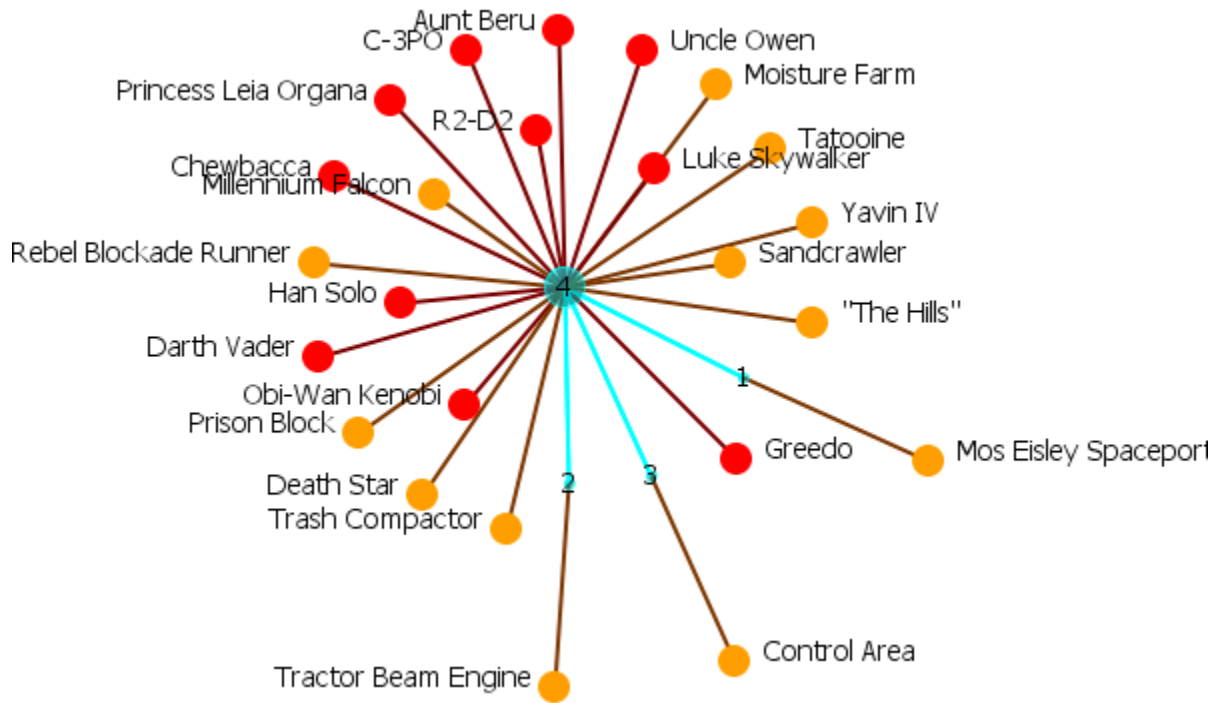 Aunt Beru
C-3PO
Uncle Owen
Moisture Farm
Princess Leia Organa
R2-D2
Tatooine
Luke Skywalker
Chewbacca
Millennium Falcon
Yavin IV
Rebel Blockade Runner
Sandcrawler
Han Solo
4
"The Hills"
Darth Vader
1
Obi-Wan Kenobi
Prison Block
Greedo
Mos Eisley Spaceport
3
2
Death Star
Trash Compactor
Control Area
Tractor Beam Engine